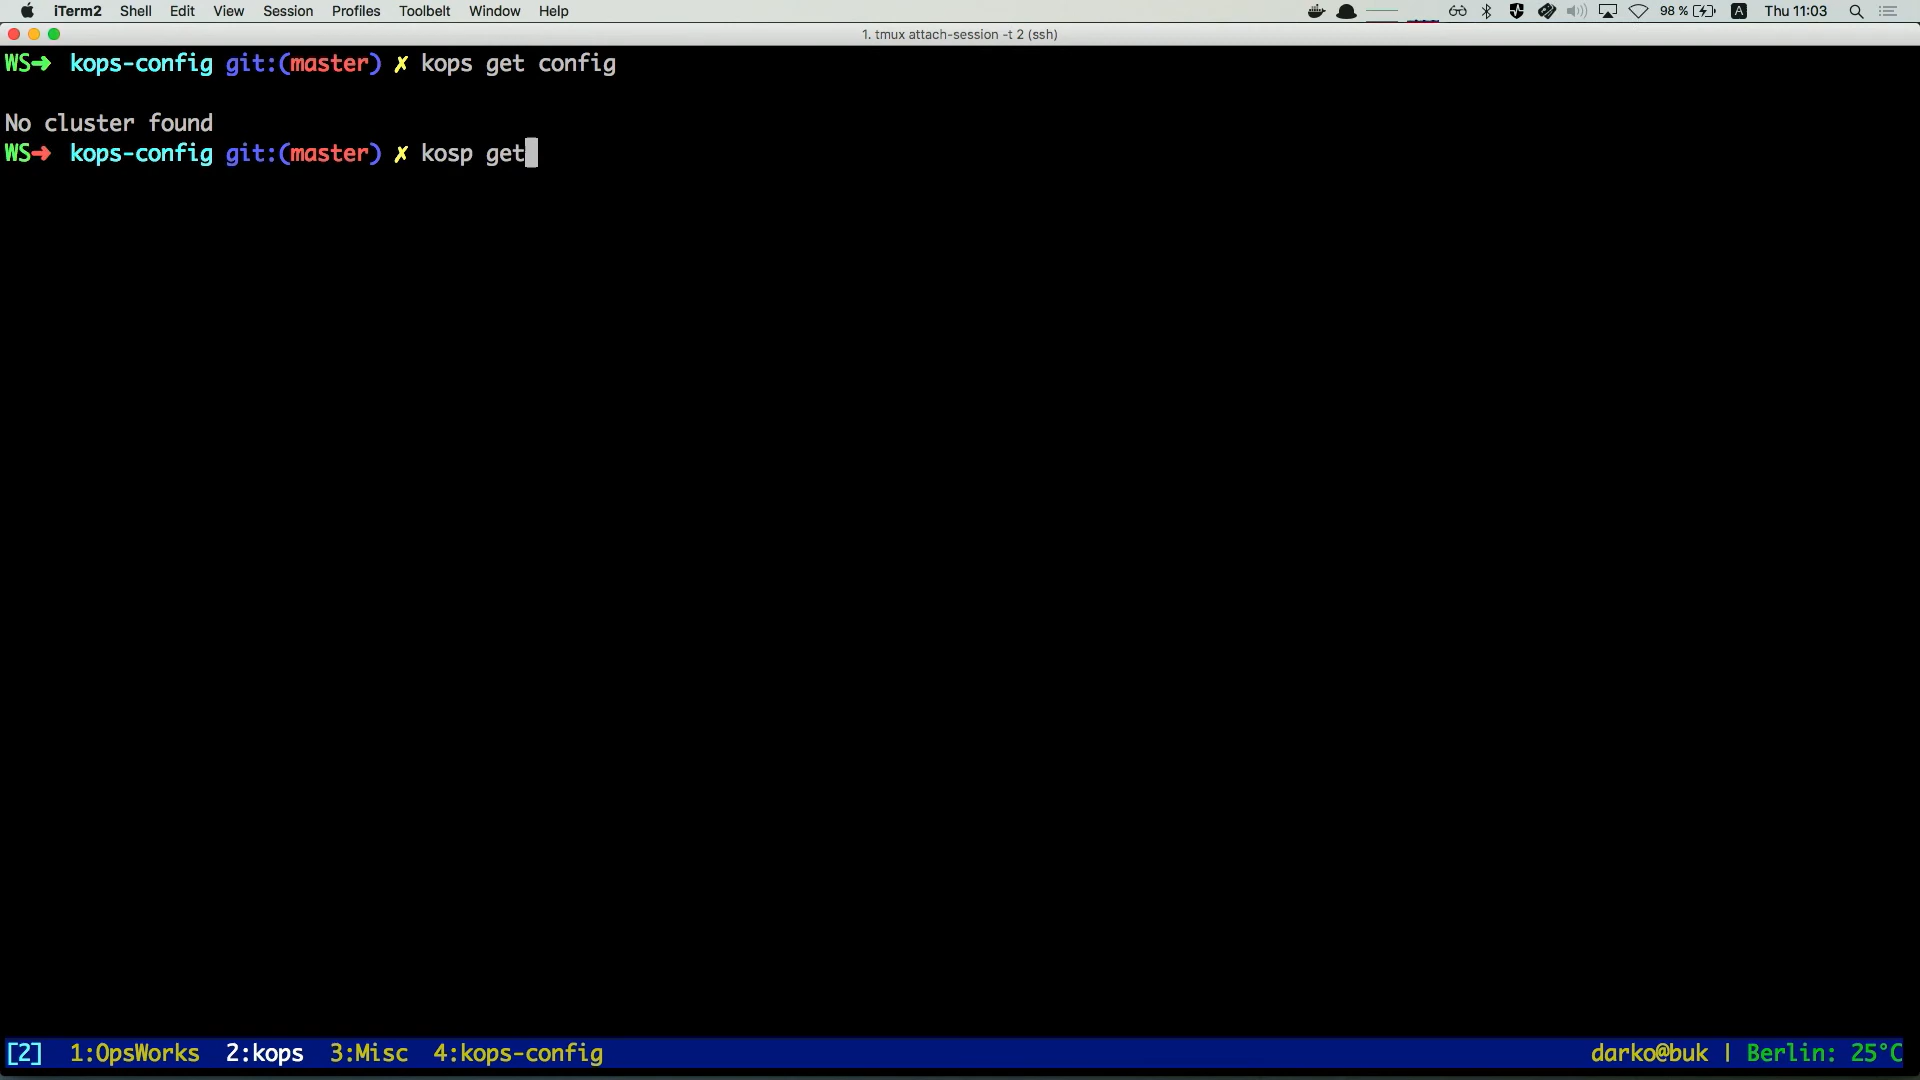 iTerm2 Shell Edit View Session Profiles Toolbelt Window Help 98 % A Thu 11:03
1. tmux attach-session -t 2 (ssh)
WS➜ kops-config git:(master) ✗ kops get config
No cluster found
WS➜ kops-config git:(master) ✗ kosp get
[2] 1:OpsWorks 2:kops 3:Misc 4:kops-config darko@buk | Berlin: 25°C